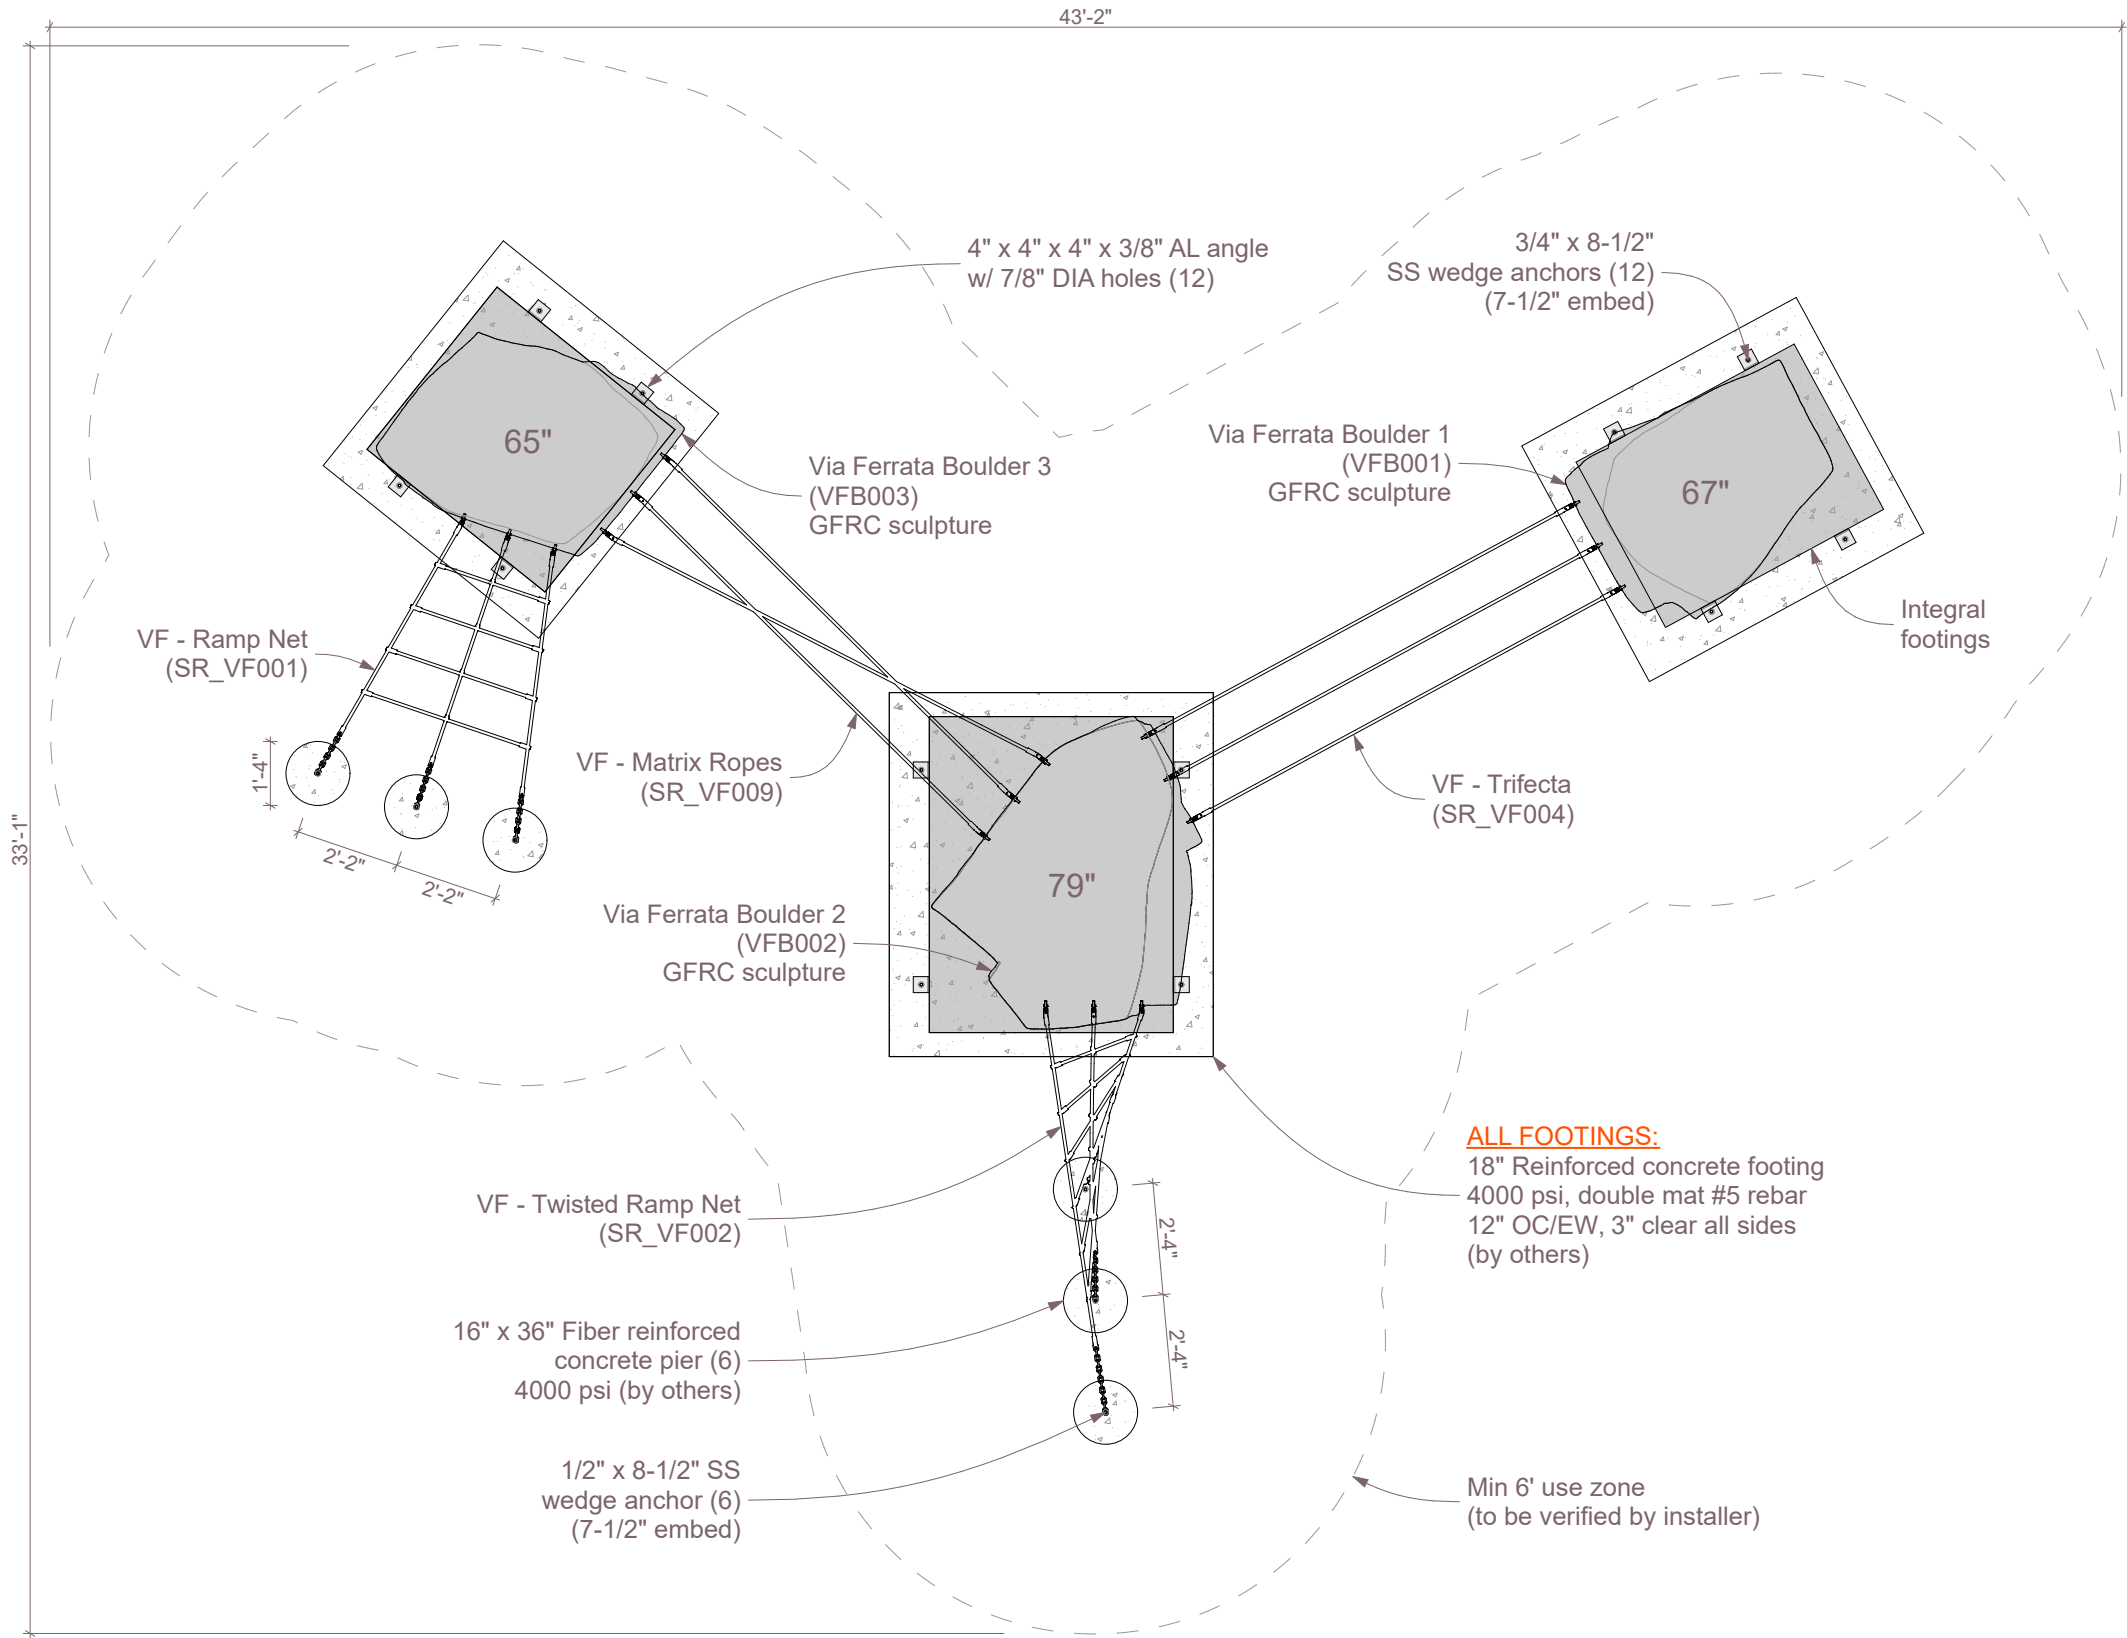 43'-2"
33'-1"
4" x 4" x 4" x 3/8" AL angle
w/ 7/8" DIA holes (12)
3/4" x 8-1/2"
SS wedge anchors (12)
(7-1/2" embed)
65"
Via Ferrata Boulder 3
(VFB003)
GFRC sculpture
Via Ferrata Boulder 1
(VFB001)
GFRC sculpture
67"
Integral
footings
VF - Ramp Net
(SR_VF001)
1'-4"
2'-2"
2'-2"
VF - Matrix Ropes
(SR_VF009)
VF - Trifecta
(SR_VF004)
79"
Via Ferrata Boulder 2
(VFB002)
GFRC sculpture
ALL FOOTINGS:
18" Reinforced concrete footing
4000 psi, double mat #5 rebar
12" OC/EW, 3" clear all sides
(by others)
VF - Twisted Ramp Net
(SR_VF002)
2'-4"
2'-4"
16" x 36" Fiber reinforced
concrete pier (6)
4000 psi (by others)
1/2" x 8-1/2" SS
wedge anchor (6)
(7-1/2" embed)
Min 6' use zone
(to be verified by installer)